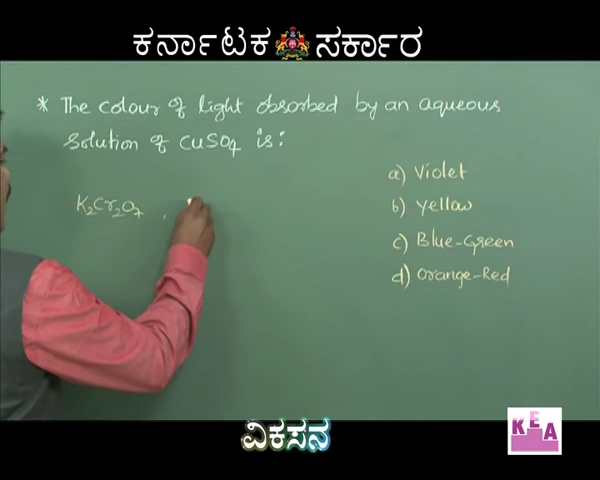 ಕರ್ನಾಟಕ ಸರ್ಕಾರ
* The colour of light absorbed by an aqueous
solution of CuSO4 is:
a) Violet
b) Yellow
c) Blue-Green
d) Orange-Red
K2Cr2O7 ,
ವಿಕಸನ
KEA